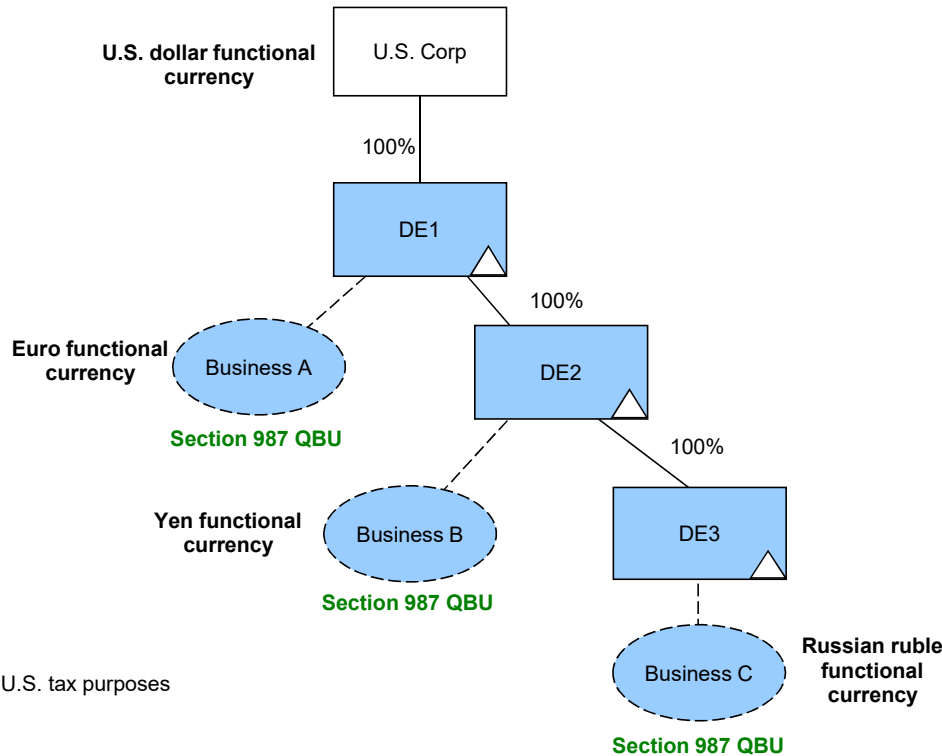 U.S. dollar functional
currency
U.S. Corp
100%
DE1
100%
Euro functional
currency
Business A
DE2
Section 987 QBU
100%
Yen functional
currency
Business B
DE3
Section 987 QBU
Business C
Russian ruble
functional
currency
U.S. tax purposes
Section 987 QBU